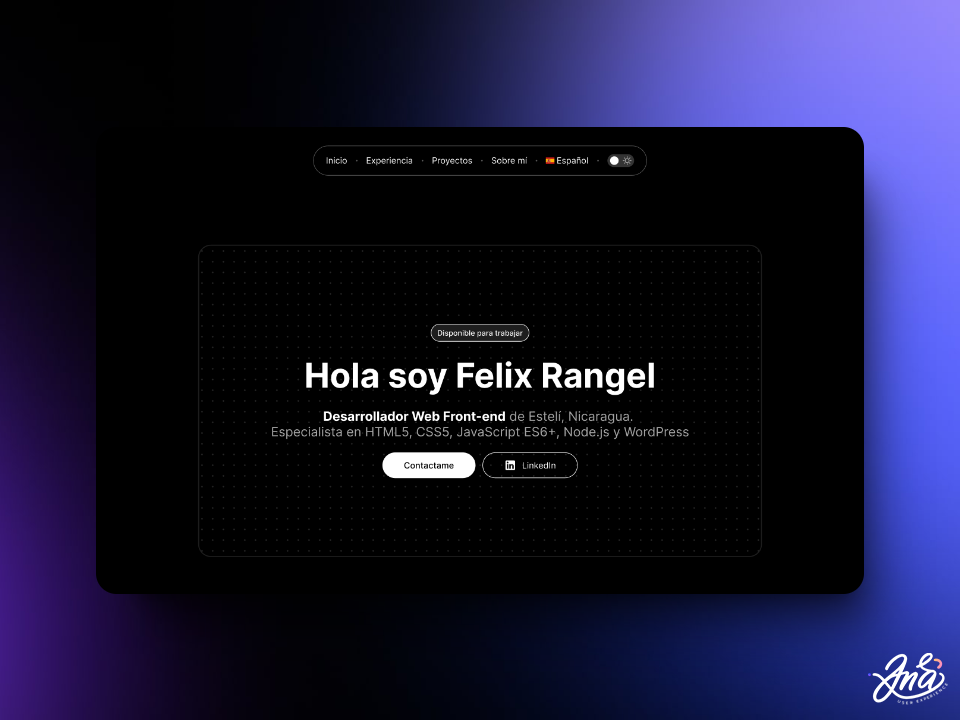 Inicio · Experiencia · Proyectos · Sobre mí · Español ·
Disponible para trabajar
Hola soy Felix Rangel
Desarrollador Web Front-end de Estelí, Nicaragua.
Especialista en HTML5, CSS5, JavaScript ES6+, Node.js y WordPress
Contactame
LinkedIn
Ana
USER EXPERIENCE